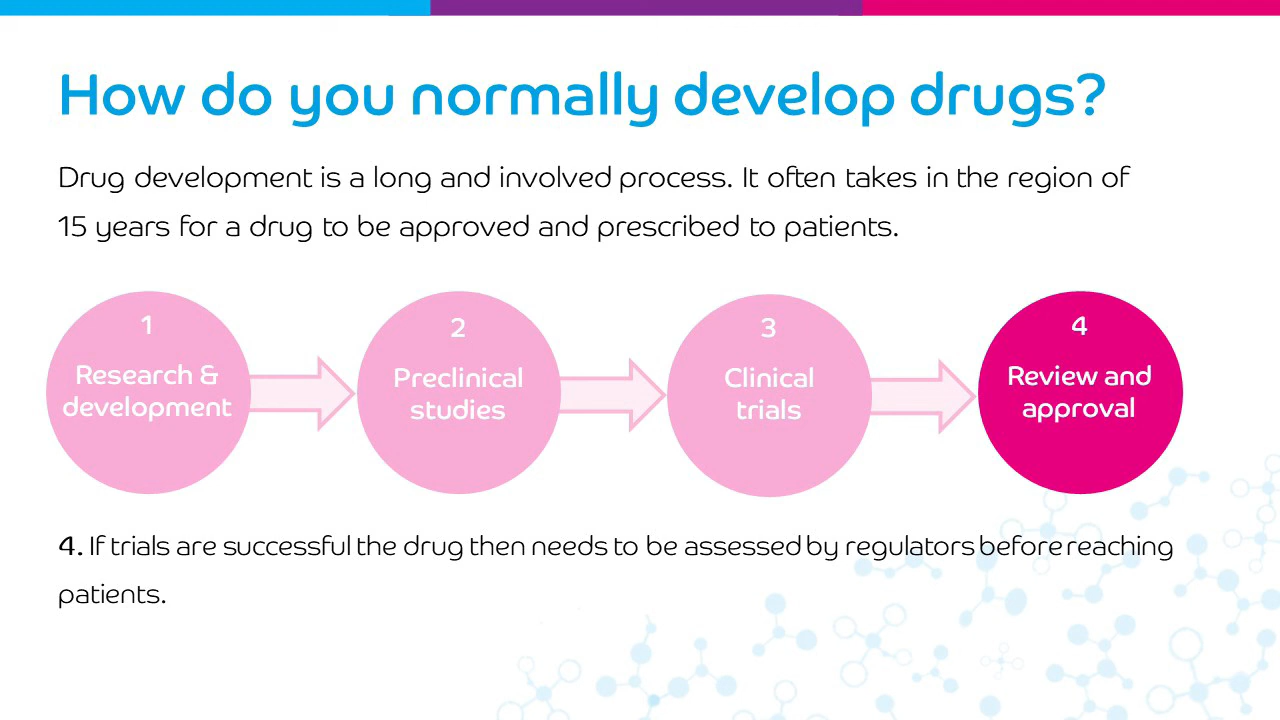 How do you normally develop drugs?
Drug development is a long and involved process. It often takes in the region of
15 years for a drug to be approved and prescribed to patients.
1
Research &
development
2
Preclinical
studies
3
Clinical
trials
4
Review and
approval
4. If trials are successful the drug then needs to be assessed by regulators before reaching
patients.